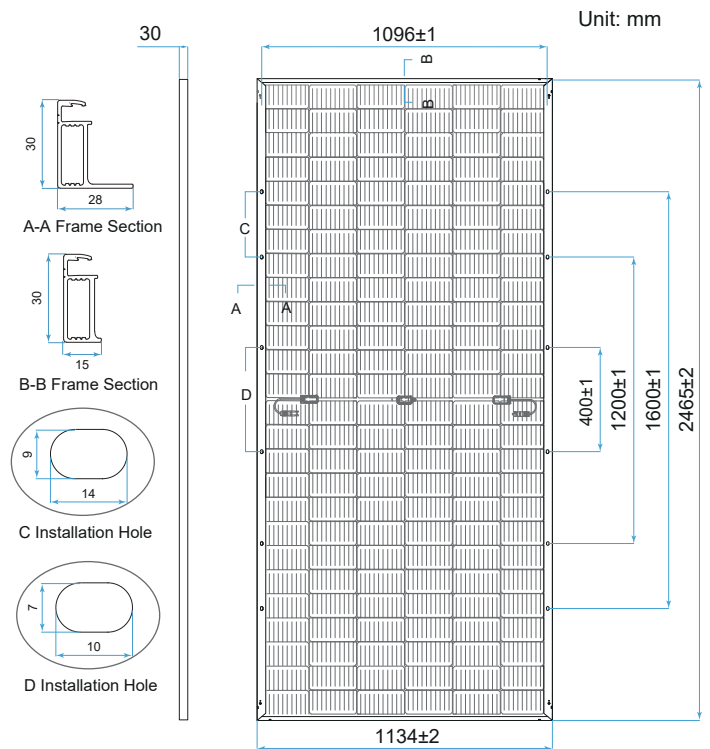 Unit: mm
30
1096±1
B
B
30
28
A-A Frame Section
C
A
A
30
15
B-B Frame Section
D
400±1
1200±1
1600±1
2465±2
9
14
C Installation Hole
7
10
D Installation Hole
1134±2